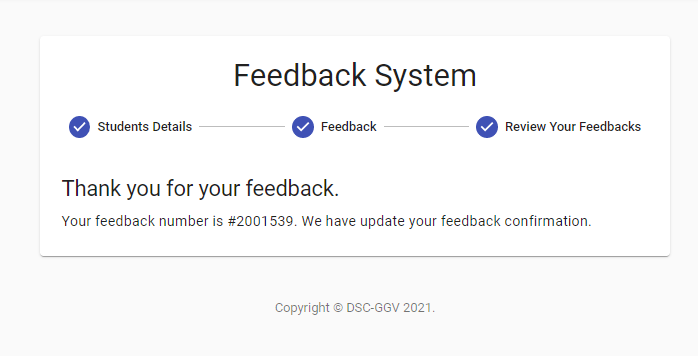 Feedback System
Students Details Feedback Review Your Feedbacks
Thank you for your feedback.
Your feedback number is #2001539. We have update your feedback confirmation.
Copyright © DSC-GGV 2021.